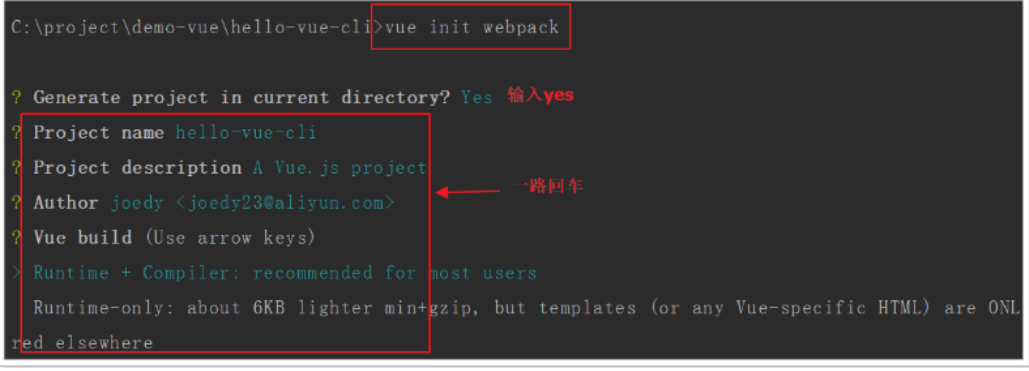 C:\project\demo-vue\hello-vue-cli>vue init webpack
? Generate project in current directory? Yes 输入yes
? Project name hello-vue-cli
? Project description A Vue.js project
一路回车
? Author joedy <joedy23@aliyun.com>
? Vue build (Use arrow keys)
> Runtime + Compiler: recommended for most users
Runtime-only: about 6KB lighter min+gzip, but templates (or any Vue-specific HTML) are ONL
red elsewhere